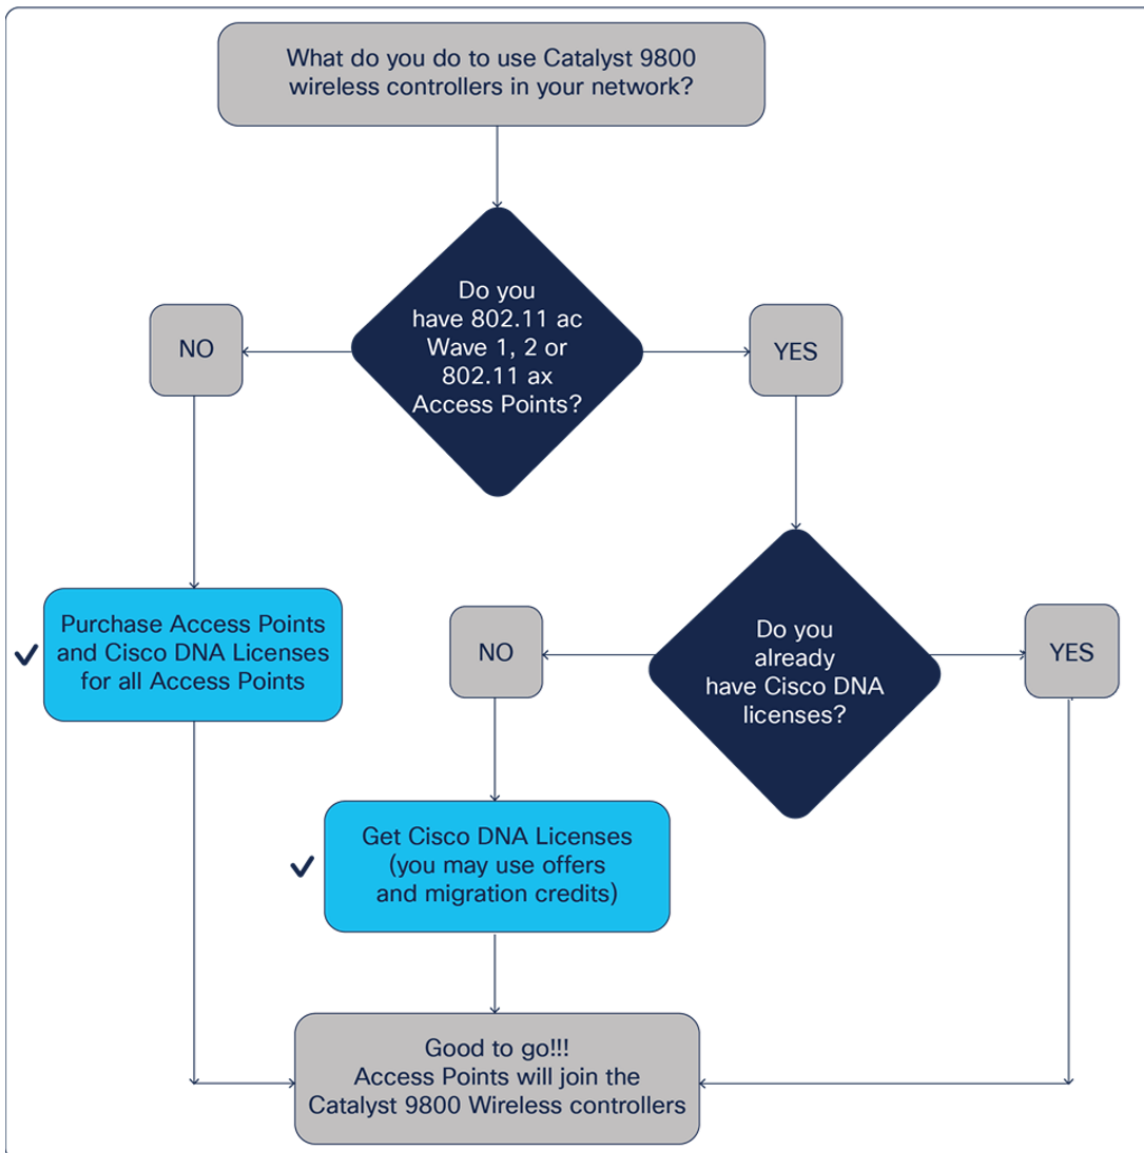 What do you do to use Catalyst 9800
wireless controllers in your network?
Do you
have 802.11 ac
Wave 1, 2 or
802.11 ax
Access Points?
NO
YES
Purchase Access Points
and Cisco DNA Licenses
for all Access Points
NO
Do you
already
have Cisco DNA
licenses?
YES
Get Cisco DNA Licenses
(you may use offers
and migration credits)
Good to go!!!
Access Points will join the
Catalyst 9800 Wireless controllers